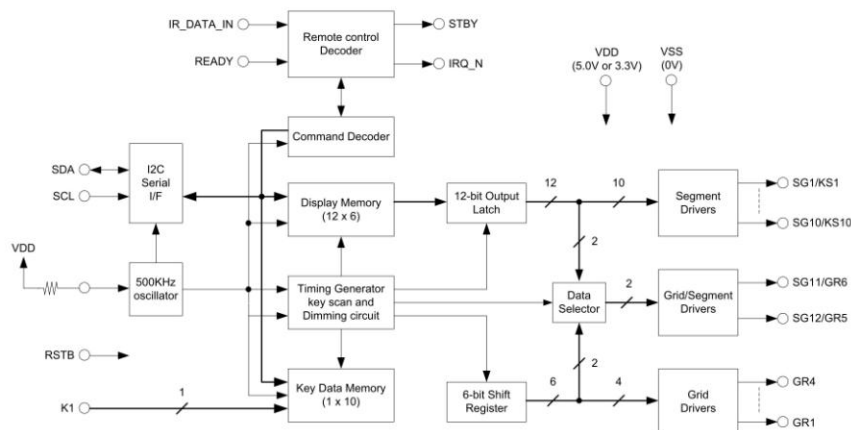 IR_DATA_IN
READY
Remote control
Decoder
STBY
IRQ_N
VDD
(5.0V or 3.3V)
VSS
(0V)
Command Decoder
SDA
SCL
I2C
Serial
I/F
Display Memory
(12 x 6)
12-bit Output
Latch
12
10
2
Segment
Drivers
SG1/KS1
SG10/KS10
VDD
500KHz
oscillator
Timing Generator
key scan and
Dimming circuit
Data
Selector
2
Grid/Segment
Drivers
SG11/GR6
SG12/GR5
RSTB
K1
1
Key Data Memory
(1 x 10)
6-bit Shift
Register
6
2
4
Grid
Drivers
GR4
GR1